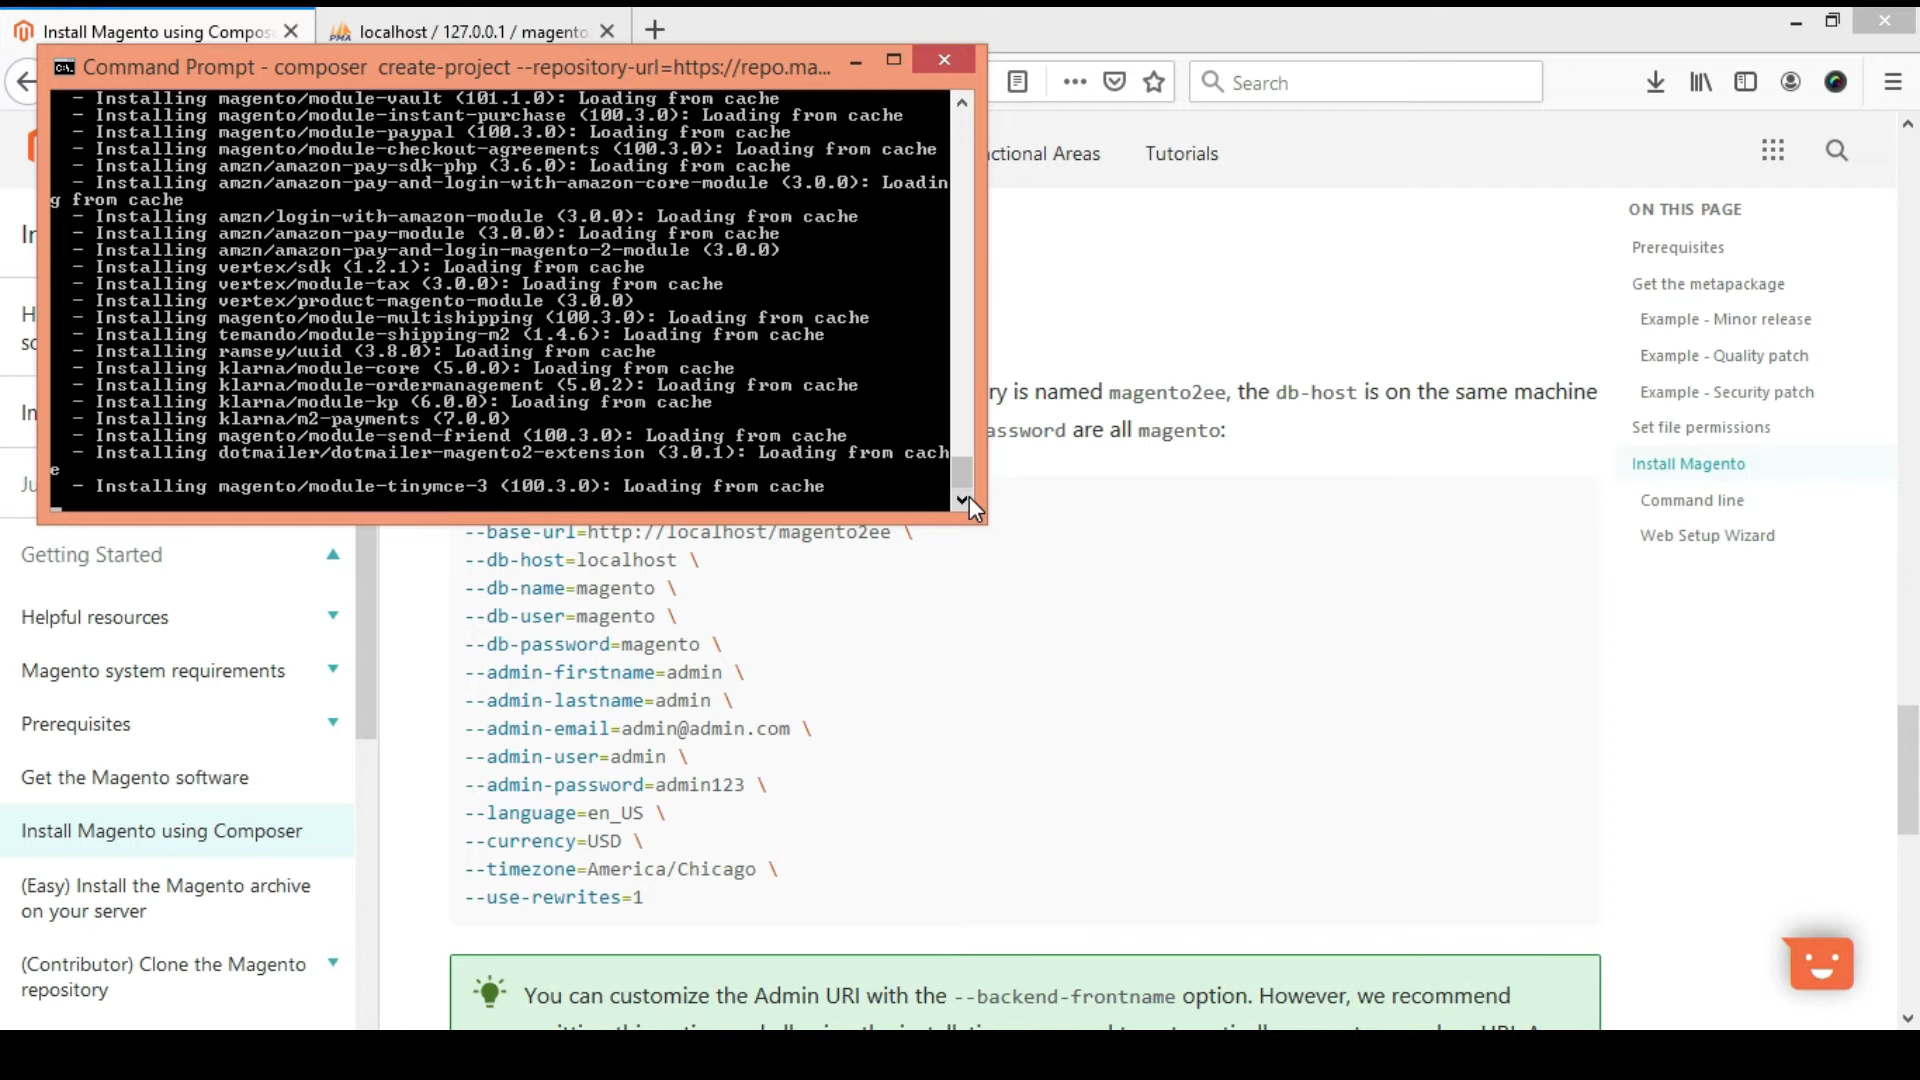 Install Magento using Compos
localhost / 127.0.0.1 / magento
Command Prompt - composer  create-project --repository-url=https://repo.ma...
Search
- Installing magento/module-vault (101.1.0): Loading from cache
- Installing magento/module-instant-purchase (100.3.0): Loading from cache
- Installing magento/module-paypal (100.3.0): Loading from cache
- Installing magento/module-checkout-agreements (100.3.0): Loading from cache
- Installing amzn/amazon-pay-sdk-php (3.6.0): Loading from cache
- Installing amzn/amazon-pay-and-login-with-amazon-core-module (3.0.0): Loadin
g from cache
- Installing amzn/login-with-amazon-module (3.0.0): Loading from cache
- Installing amzn/amazon-pay-module (3.0.0): Loading from cache
- Installing amzn/amazon-pay-and-login-magento-2-module (3.0.0)
- Installing vertex/sdk (1.2.1): Loading from cache
- Installing vertex/module-tax (3.0.0): Loading from cache
- Installing vertex/product-magento-module (3.0.0)
- Installing magento/module-multishipping (100.3.0): Loading from cache
- Installing temando/module-shipping-m2 (1.4.6): Loading from cache
- Installing ramsey/uuid (3.8.0): Loading from cache
- Installing klarna/module-core (5.0.0): Loading from cache
- Installing klarna/module-ordermanagement (5.0.2): Loading from cache
- Installing klarna/module-kp (6.0.0): Loading from cache
- Installing klarna/m2-payments (7.0.0)
- Installing magento/module-send-friend (100.3.0): Loading from cache
- Installing dotmailer/dotmailer-magento2-extension (3.0.1): Loading from cach
e
- Installing magento/module-tinymce-3 (100.3.0): Loading from cache
ctional Areas
Tutorials
In
H
sc
In
Ju
Getting Started
Helpful resources
Magento system requirements
Prerequisites
Get the Magento software
Install Magento using Composer
(Easy) Install the Magento archive
on your server
(Contributor) Clone the Magento
repository
ry is named magento2ee, the db-host is on the same machine
assword are all magento:
--base-url=http://localhost/magento2ee \
--db-host=localhost \
--db-name=magento \
--db-user=magento \
--db-password=magento \
--admin-firstname=admin \
--admin-lastname=admin \
--admin-email=admin@admin.com \
--admin-user=admin \
--admin-password=admin123 \
--language=en_US \
--currency=USD \
--timezone=America/Chicago \
--use-rewrites=1
You can customize the Admin URI with the --backend-frontname option. However, we recommend
ON THIS PAGE
Prerequisites
Get the metapackage
Example - Minor release
Example - Quality patch
Example - Security patch
Set file permissions
Install Magento
Command line
Web Setup Wizard